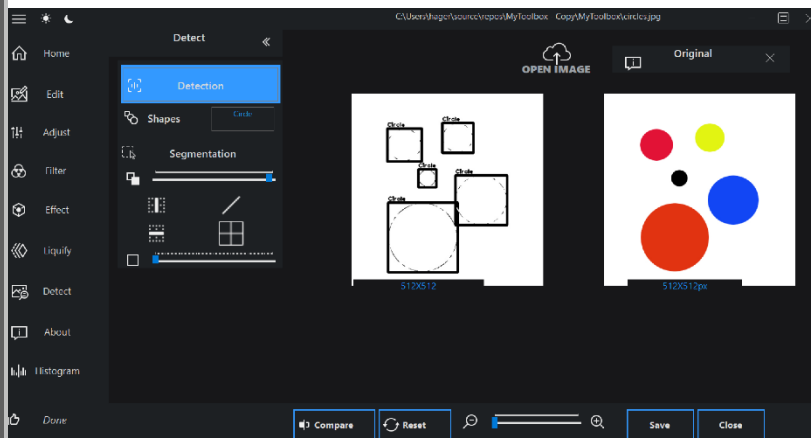 C:\Users\hager\source\repos\MyToolbox - Copy\MyToolbox\circles.jpg
Detect
Home
Edit
Adjust
Filter
Effect
Liquify
Detect
About
Histogram
Done
Detection
Shapes
Circle
Segmentation
OPEN IMAGE
Original
Circle
Circle
Circle
Circle
Circle
512X512
512X512px
Compare
Reset
Save
Close